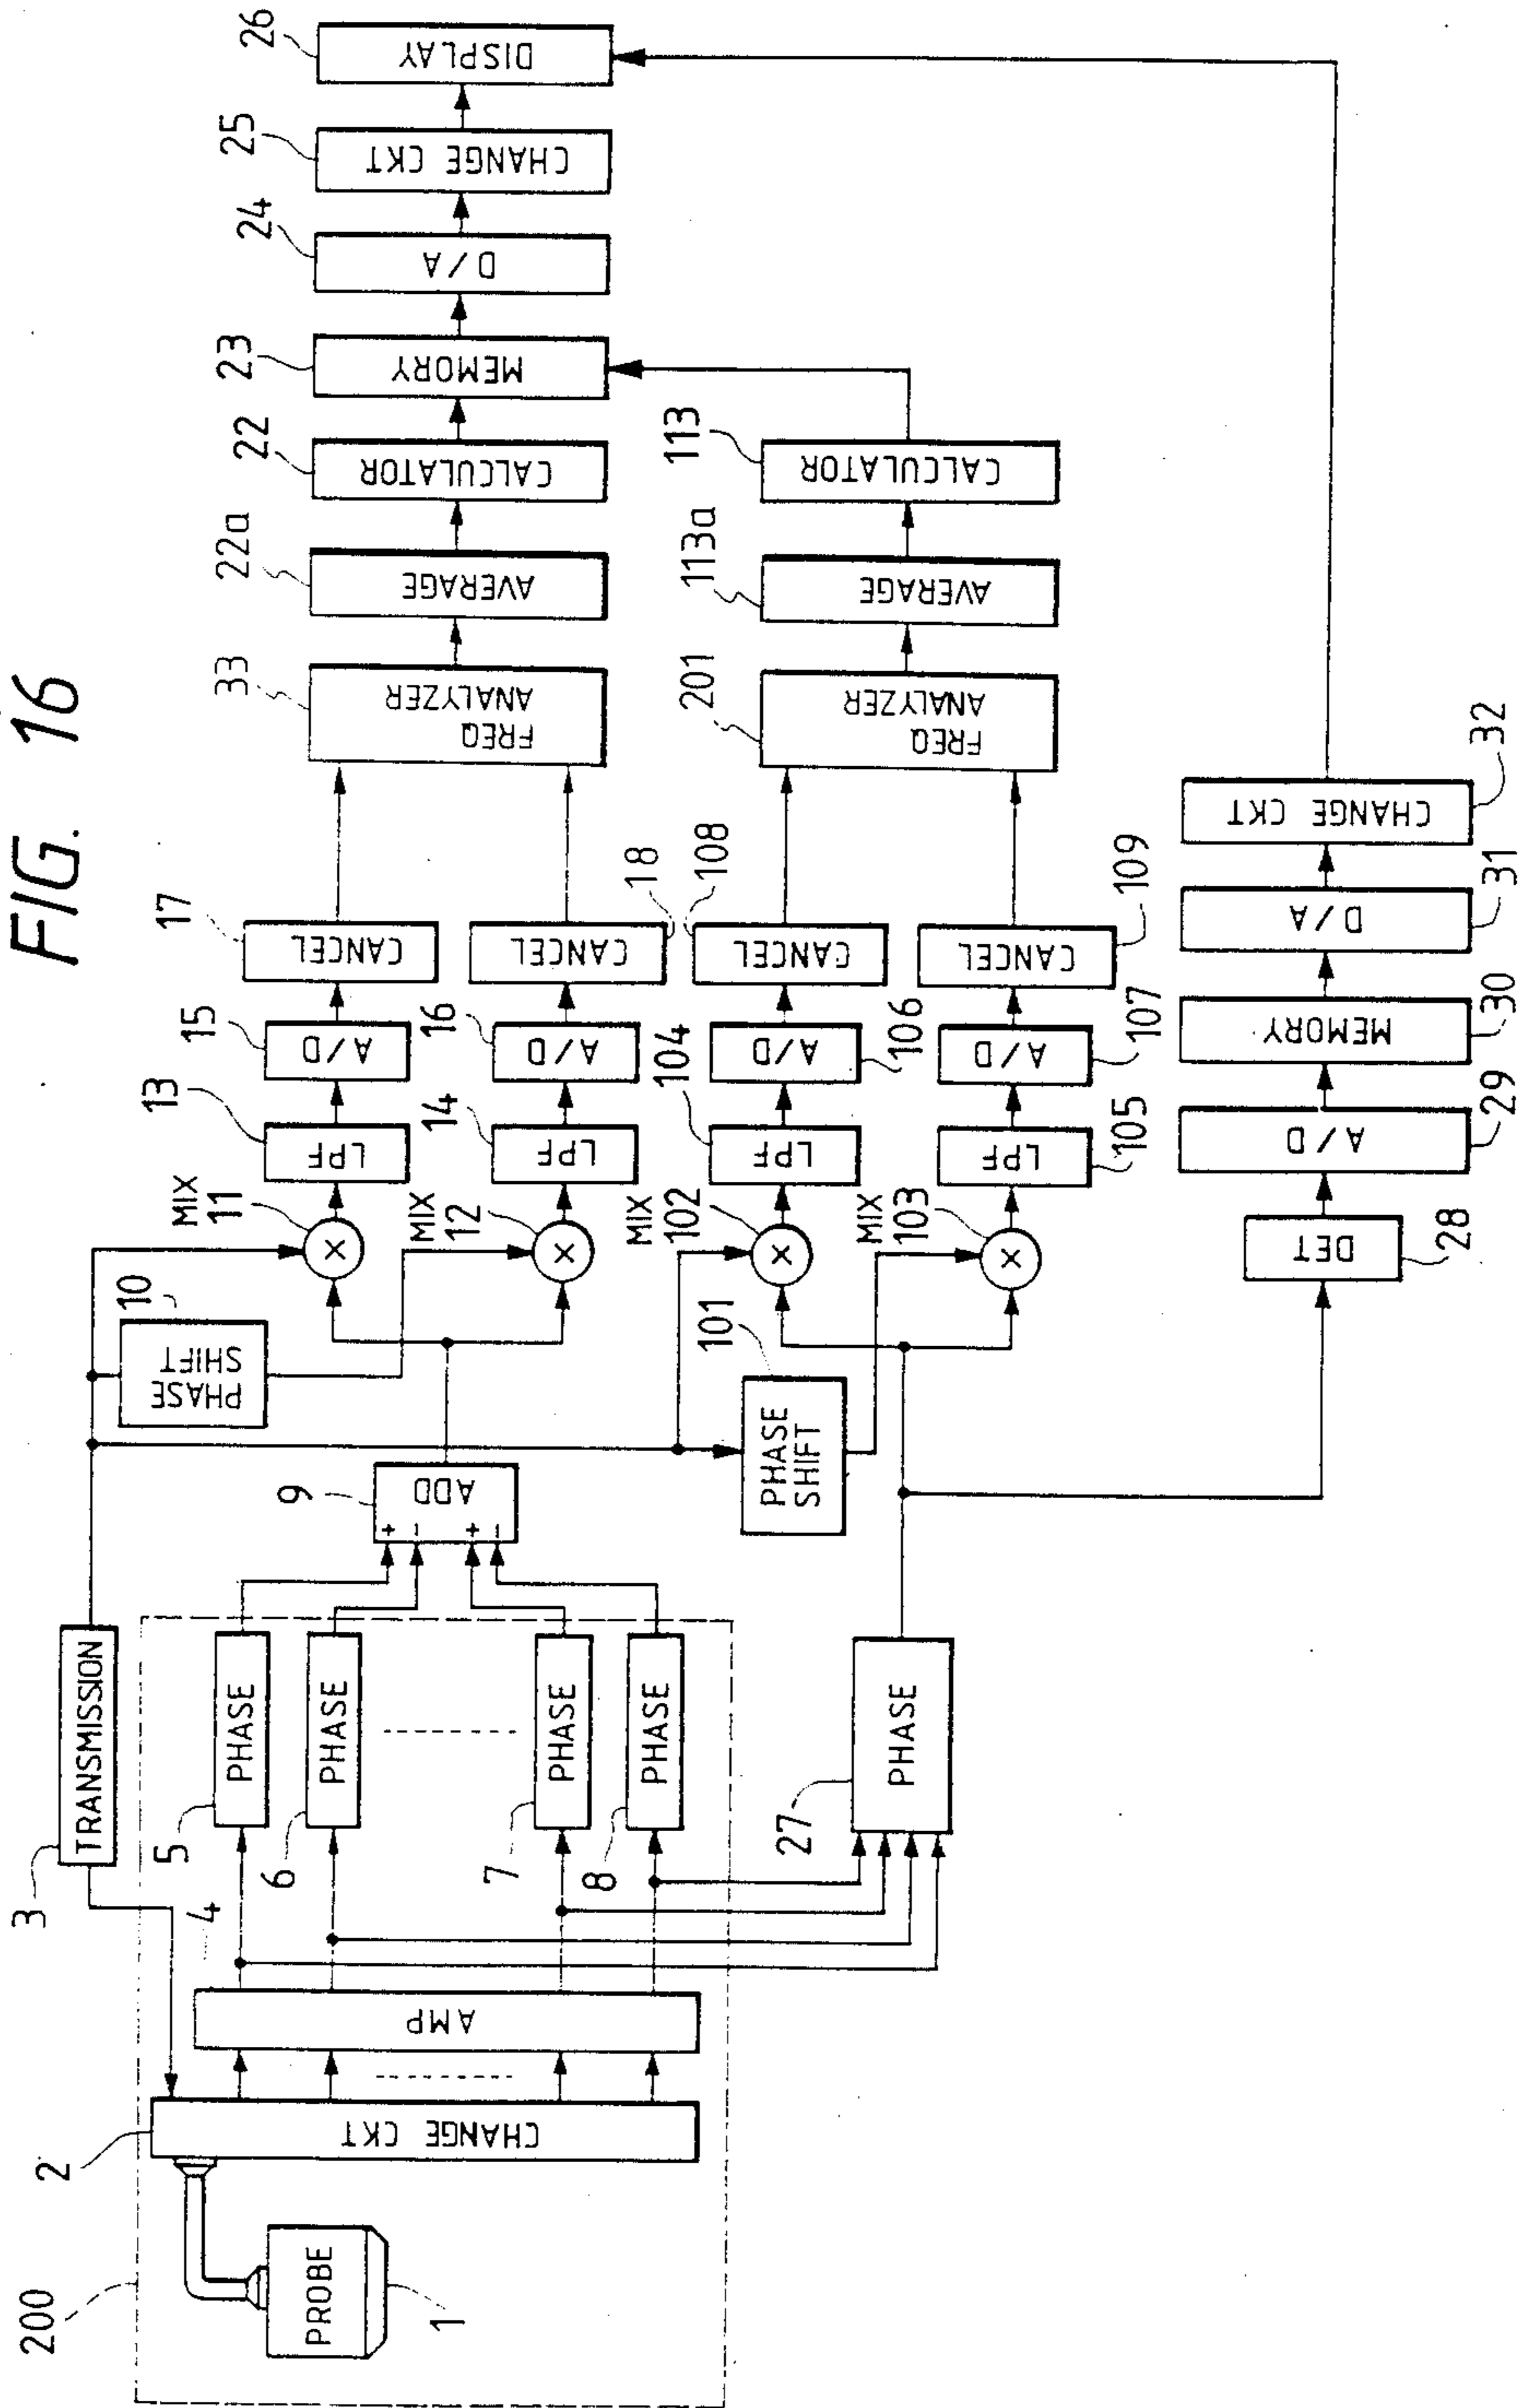 FIG. 16
200
PROBE
1
2
CHANGE CKT
3
TRANSMISSION
AMP
4
5
PHASE
6
PHASE
7
PHASE
8
PHASE
27
PHASE
9
ADD
+
-
+
-
10
PHASE
SHIFT
101
PHASE
SHIFT
MIX
11
×
MIX
12
×
MIX
102
×
MIX
103
×
13
LPF
14
LPF
104
LPF
105
LPF
15
A/D
16
A/D
106
A/D
107
A/D
17
CANCEL
18
CANCEL
108
CANCEL
109
CANCEL
33
FREQ
ANALYZER
201
FREQ
ANALYZER
22a
AVERAGE
113a
AVERAGE
22
CALCULATOR
113
CALCULATOR
23
MEMORY
24
D/A
25
CHANGE CKT
26
DISPLAY
28
DET
29
A/D
30
MEMORY
31
D/A
32
CHANGE CKT